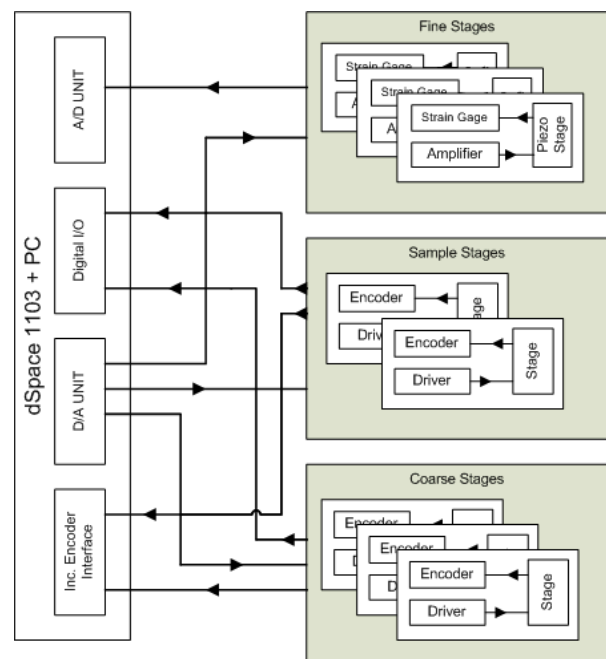 dSpace 1103 + PC
A/D UNIT
Digital I/O
D/A UNIT
Inc. Encoder
Interface
Fine Stages
Strain Gage
Strain Gage
Strain Gage
Amplifier
Piezo
Stage
Sample Stages
Encoder
Encoder
Driver
Stage
Coarse Stages
Encoder
Encoder
Encoder
Driver
Stage